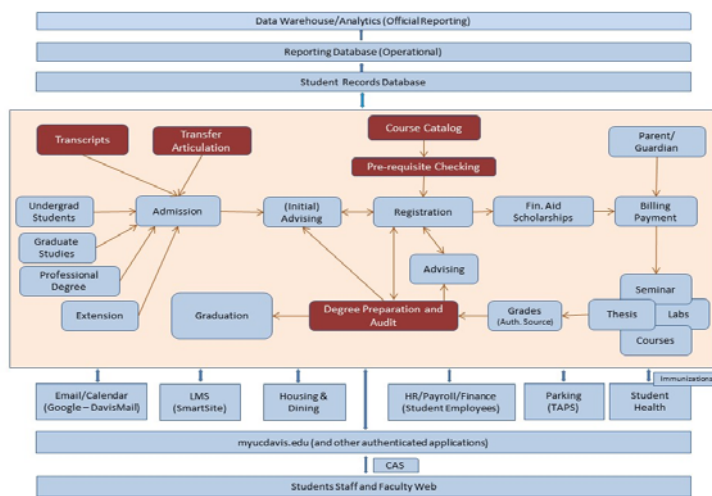 Data Warehouse/Analytics (Official Reporting)
Reporting Database (Operational)
Student Records Database
Transcripts
Transfer
Articulation
Course Catalog
Pre-requisite Checking
Parent/
Guardian
Undergrad
Students
Admission
(Initial)
Advising
Registration
Fin. Aid
Scholarships
Billing
Payment
Graduate
Studies
Professional
Degree
Extension
Advising
Graduation
Degree Preparation and
Audit
Grades
(Auth. Source)
Seminar
Thesis
Labs
Courses
Email/Calendar
(Google – DavisMail)
LMS
(SmartSite)
Housing &
Dining
HR/Payroll/Finance
(Student Employees)
Parking
(TAPS)
Immunization
Student
Health
myucdavis.edu (and other authenticated applications)
CAS
Students Staff and Faculty Web